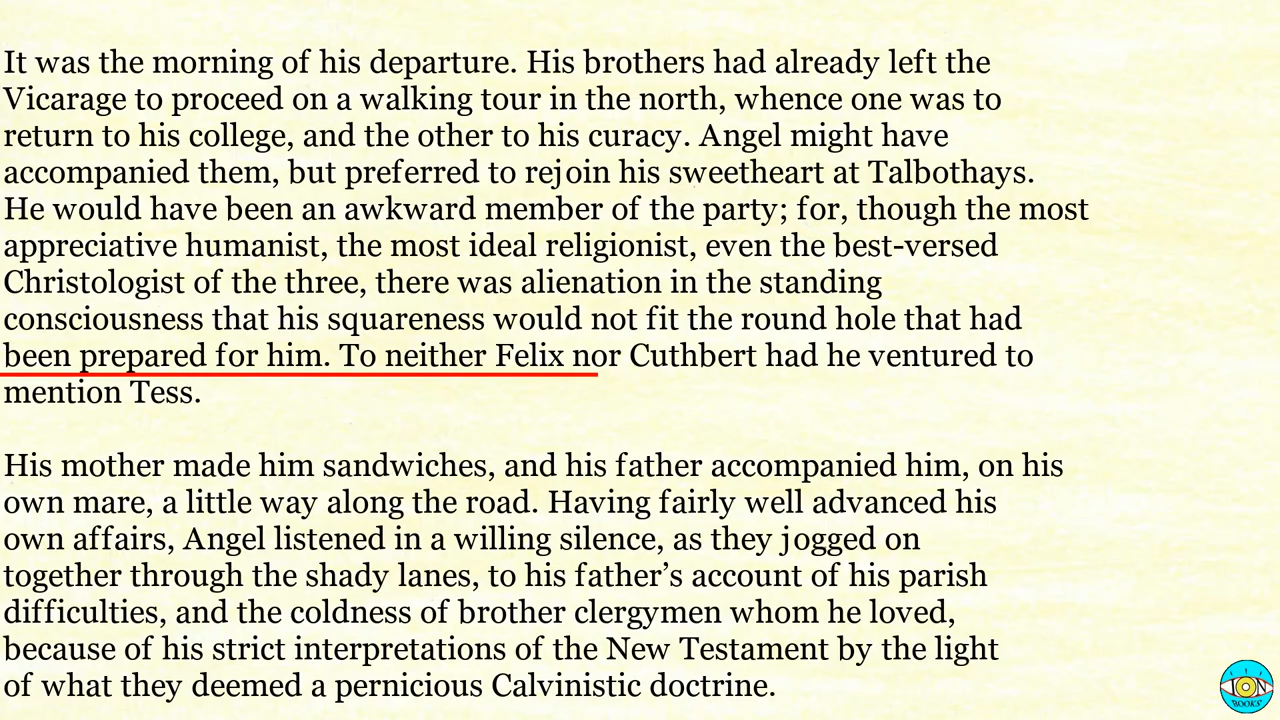 It was the morning of his departure. His brothers had already left the
Vicarage to proceed on a walking tour in the north, whence one was to
return to his college, and the other to his curacy. Angel might have
accompanied them, but preferred to rejoin his sweetheart at Talbothays.
He would have been an awkward member of the party; for, though the most
appreciative humanist, the most ideal religionist, even the best-versed
Christologist of the three, there was alienation in the standing
consciousness that his squareness would not fit the round hole that had
been prepared for him. To neither Felix nor Cuthbert had he ventured to
mention Tess.
His mother made him sandwiches, and his father accompanied him, on his
own mare, a little way along the road. Having fairly well advanced his
own affairs, Angel listened in a willing silence, as they jogged on
together through the shady lanes, to his father’s account of his parish
difficulties, and the coldness of brother clergymen whom he loved,
because of his strict interpretations of the New Testament by the light
of what they deemed a pernicious Calvinistic doctrine.
ION
BOOKS